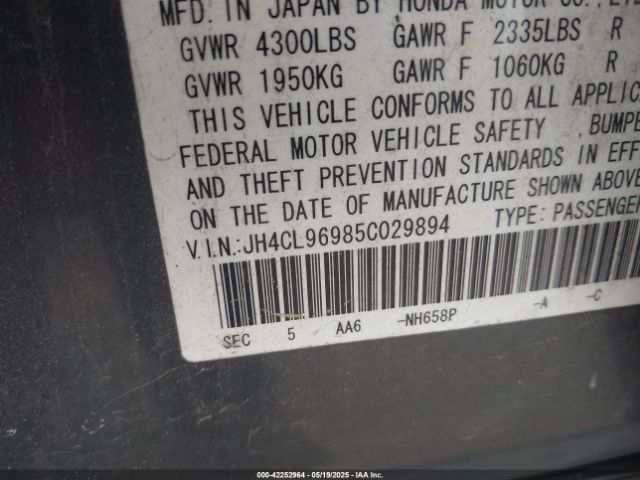 MFD. IN JAPAN BY HONDA MOTOR CO.,
GVWR 4300LBS GAWR F 2335LBS R
GVWR 1950KG GAWR F 1060KG R
THIS VEHICLE CONFORMS TO ALL APPLIC
FEDERAL MOTOR VEHICLE SAFETY , BUMPE
AND THEFT PREVENTION STANDARDS IN EFF
ON THE DATE OF MANUFACTURE SHOWN ABOVE
V.I.N.:JH4CL96985C029894 TYPE: PASSENGER
SEC 5 AA6 -NH658P -A -C
000-42252964 - 05/19/2025 - IAA Inc.